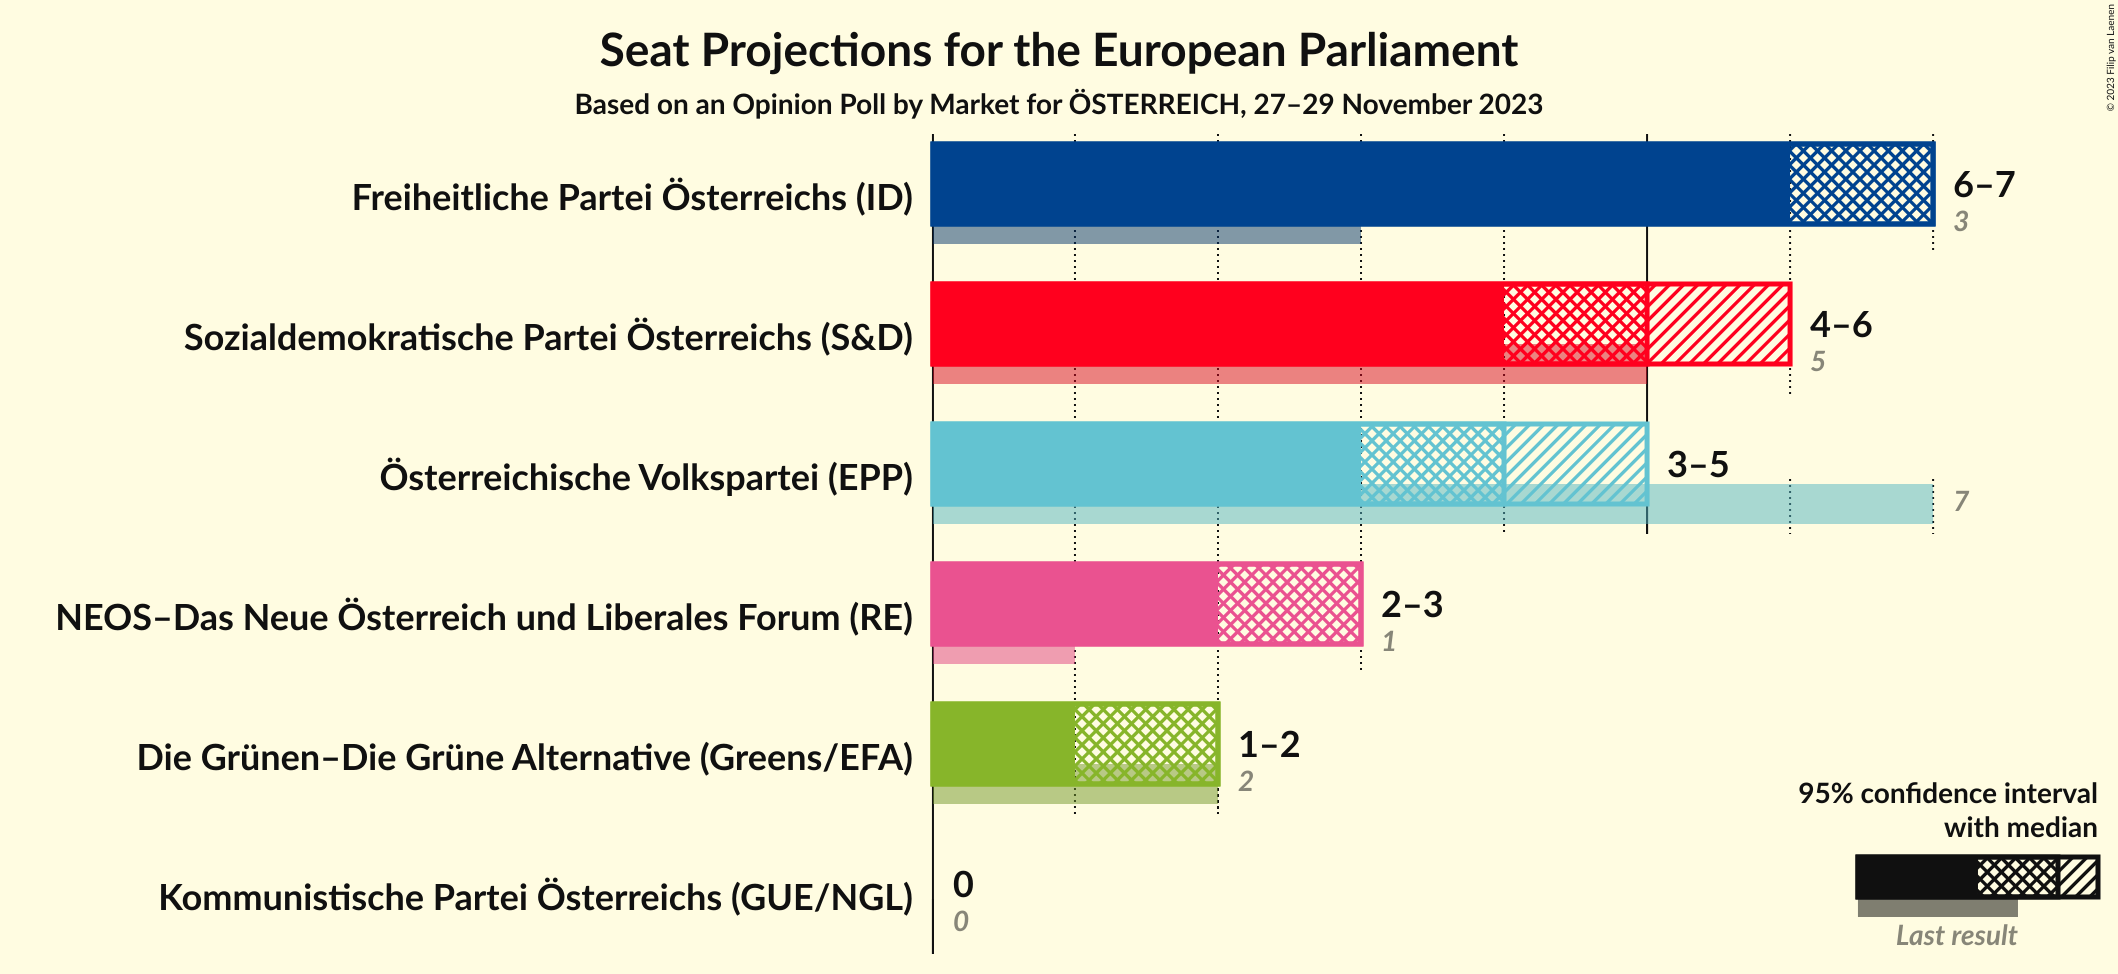 Seat Projections for the European Parliament
Based on an Opinion Poll by Market for ÖSTERREICH, 27–29 November 2023
© 2023 Filip van Laenen
Freiheitliche Partei Österreichs (ID)
6–7
3
Sozialdemokratische Partei Österreichs (S&D)
4–6
5
Österreichische Volkspartei (EPP)
3–5
7
NEOS–Das Neue Österreich und Liberales Forum (RE)
2–3
1
Die Grünen–Die Grüne Alternative (Greens/EFA)
1–2
2
Kommunistische Partei Österreichs (GUE/NGL)
0
0
95% confidence interval
with median
Last result